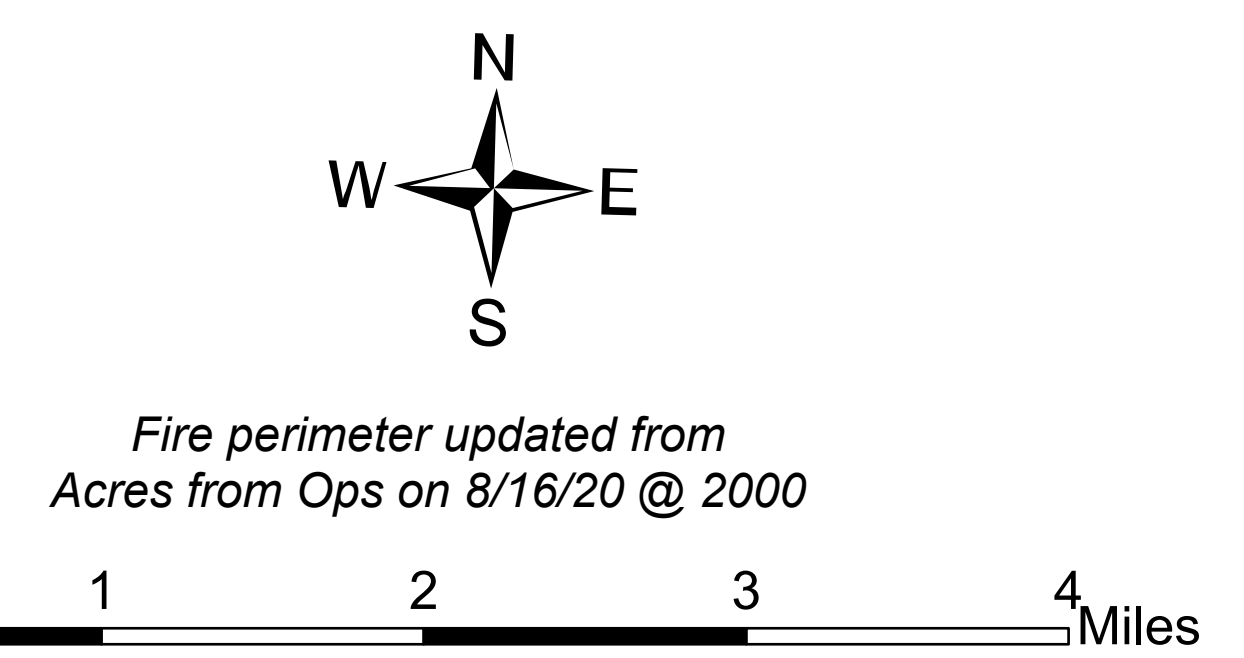 N
W E
S
Fire perimeter updated from
Acres from Ops on 8/16/20 @ 2000
1 2 3 4
Miles